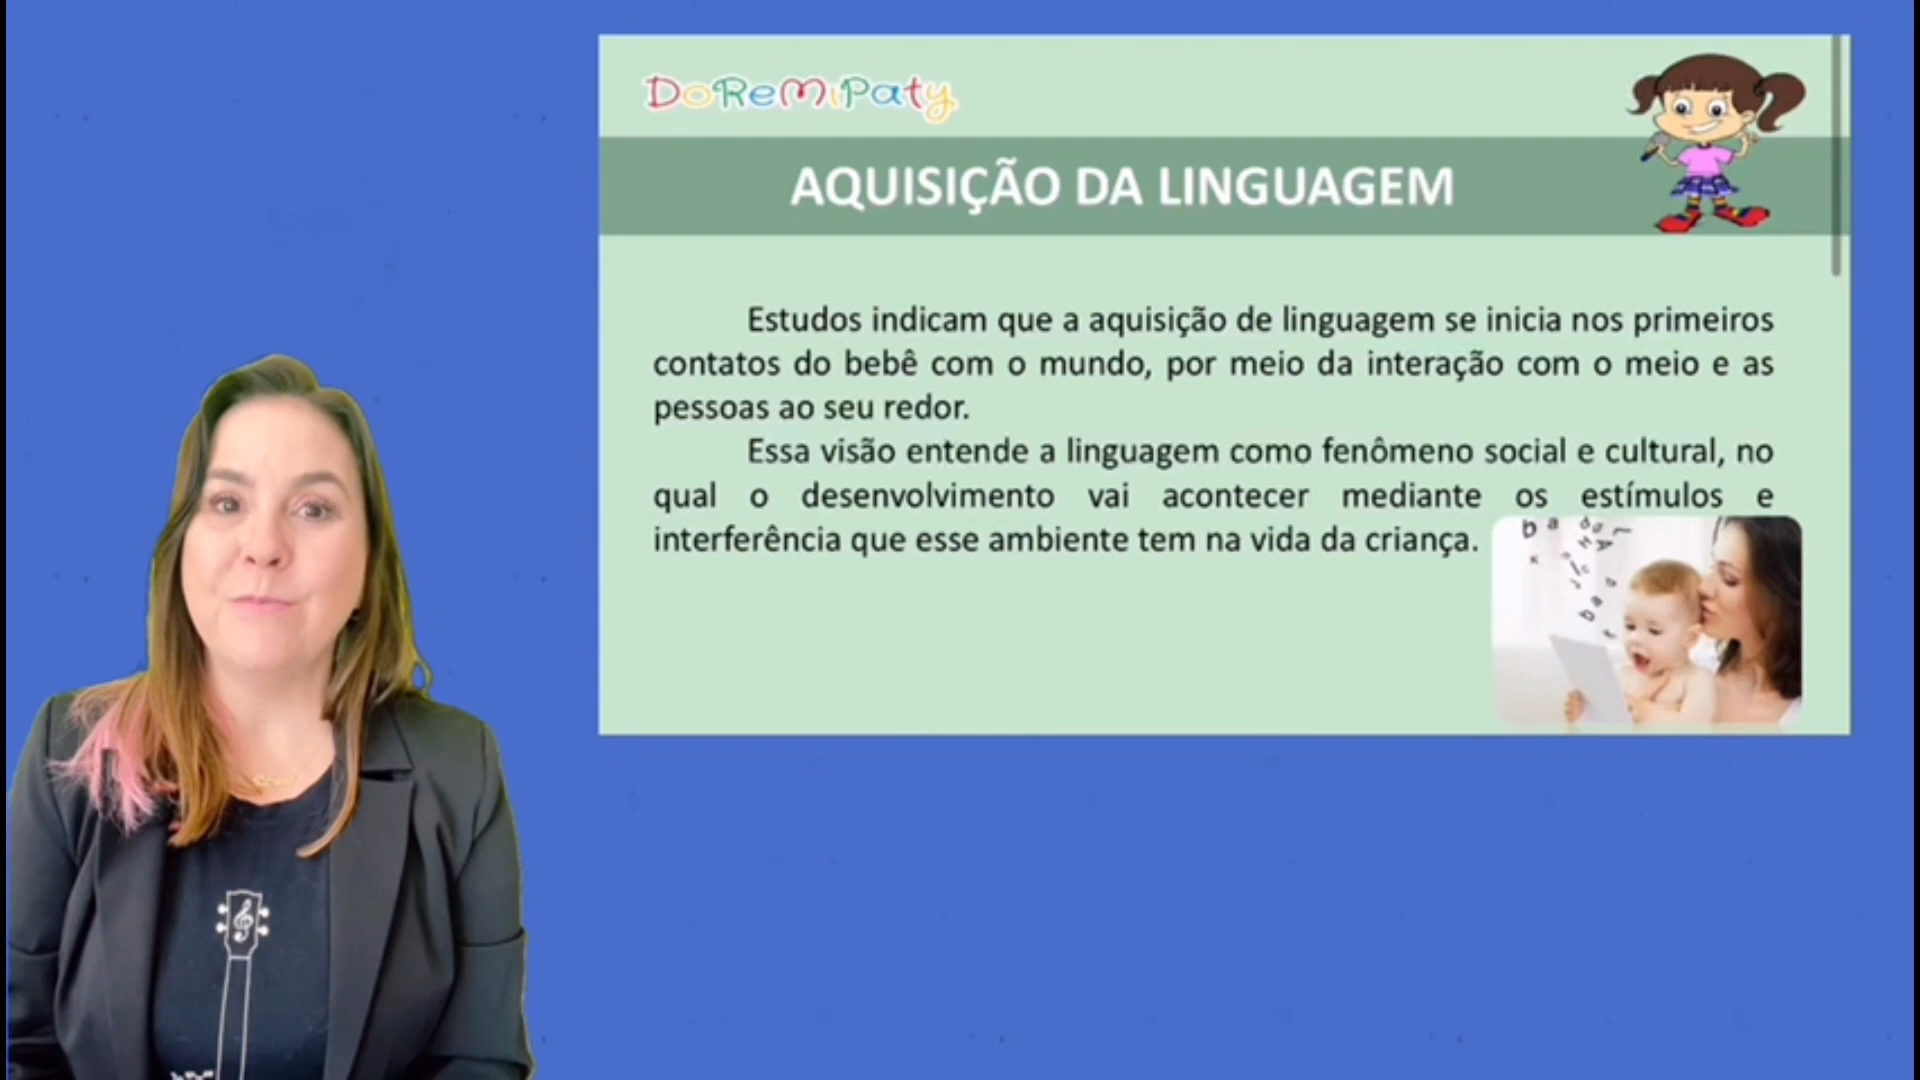 DoReMiPaty
AQUISIÇÃO DA LINGUAGEM
Estudos indicam que a aquisição de linguagem se inicia nos primeiros
contatos do bebê com o mundo, por meio da interação com o meio e as
pessoas ao seu redor.
Essa visão entende a linguagem como fenômeno social e cultural, no
qual o desenvolvimento vai acontecer mediante os estímulos e
interferência que esse ambiente tem na vida da criança.